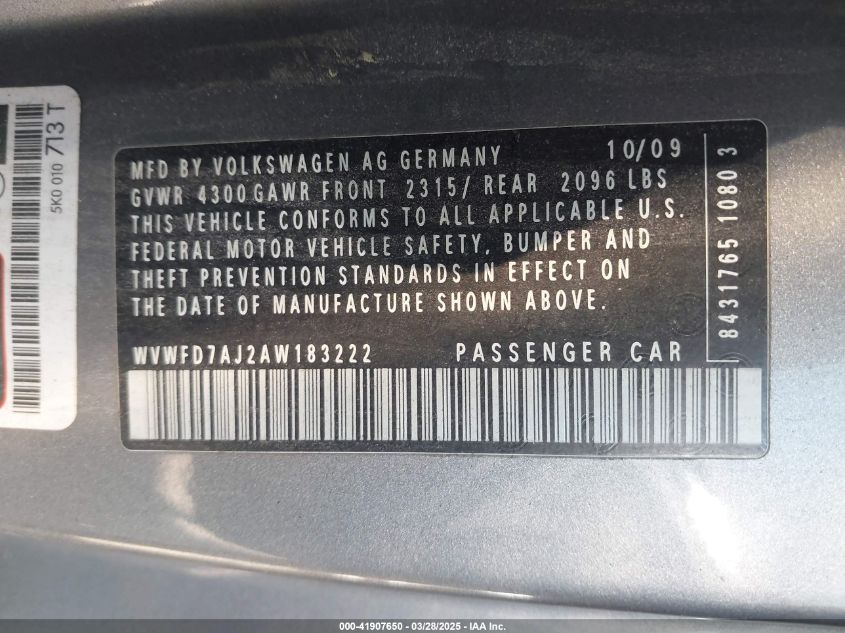 MFD BY VOLKSWAGEN AG GERMANY 10/09
GVWR 4300 GAWR FRONT 2315/ REAR 2096 LBS
THIS VEHICLE CONFORMS TO ALL APPLICABLE U.S.
FEDERAL MOTOR VEHICLE SAFETY, BUMPER AND
THEFT PREVENTION STANDARDS IN EFFECT ON
THE DATE OF MANUFACTURE SHOWN ABOVE.
WVWFD7AJ2AW183222 PASSENGER CAR
8431765 1080 3
5K0 010 713 T
000-41907650 - 03/28/2025 - IAA Inc.